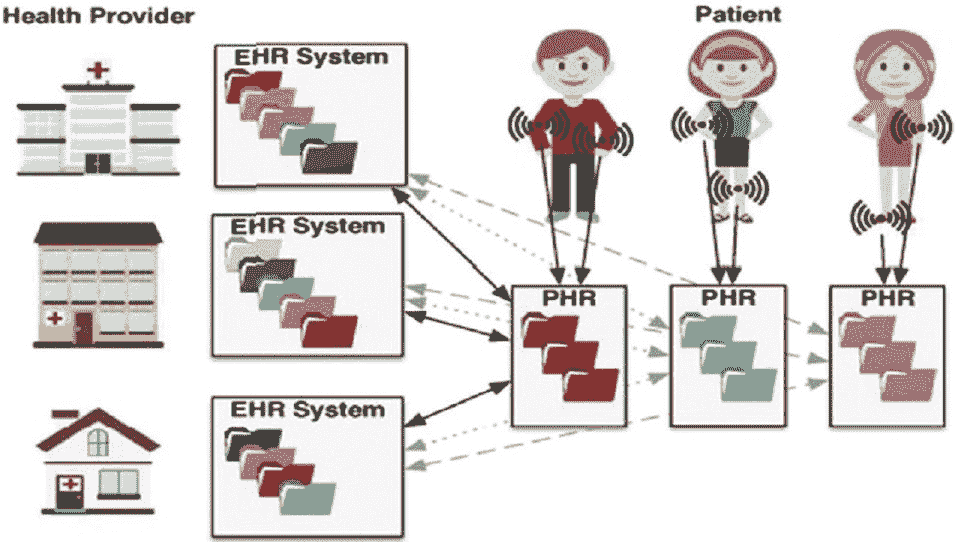 Health Provider
Patient
EHR System
EHR System
EHR System
PHR
PHR
PHR